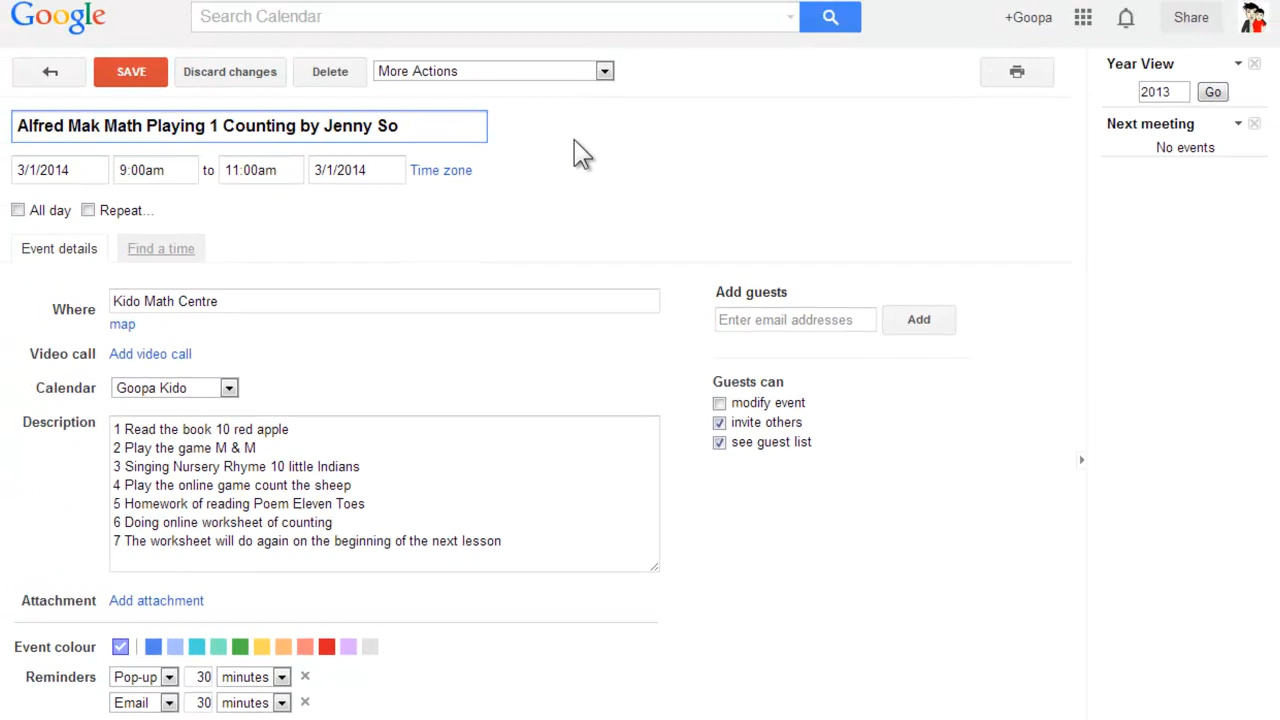 Google
Search Calendar
+Goopa
Share
SAVE
Discard changes
Delete
More Actions
Year View
2013
Go
Next meeting
No events
Alfred Mak Math Playing 1 Counting by Jenny So
3/1/2014
9:00am
to
11:00am
3/1/2014
Time zone
All day
Repeat...
Event details
Find a time
Where
Kido Math Centre
map
Video call
Add video call
Calendar
Goopa Kido
Description
1 Read the book 10 red apple
2 Play the game M & M
3 Singing Nursery Rhyme 10 little Indians
4 Play the online game count the sheep
5 Homework of reading Poem Eleven Toes
6 Doing online worksheet of counting
7 The worksheet will do again on the beginning of the next lesson
Add guests
Enter email addresses
Add
Guests can
modify event
invite others
see guest list
Attachment
Add attachment
Event colour
Reminders
Pop-up
30
minutes
Email
30
minutes